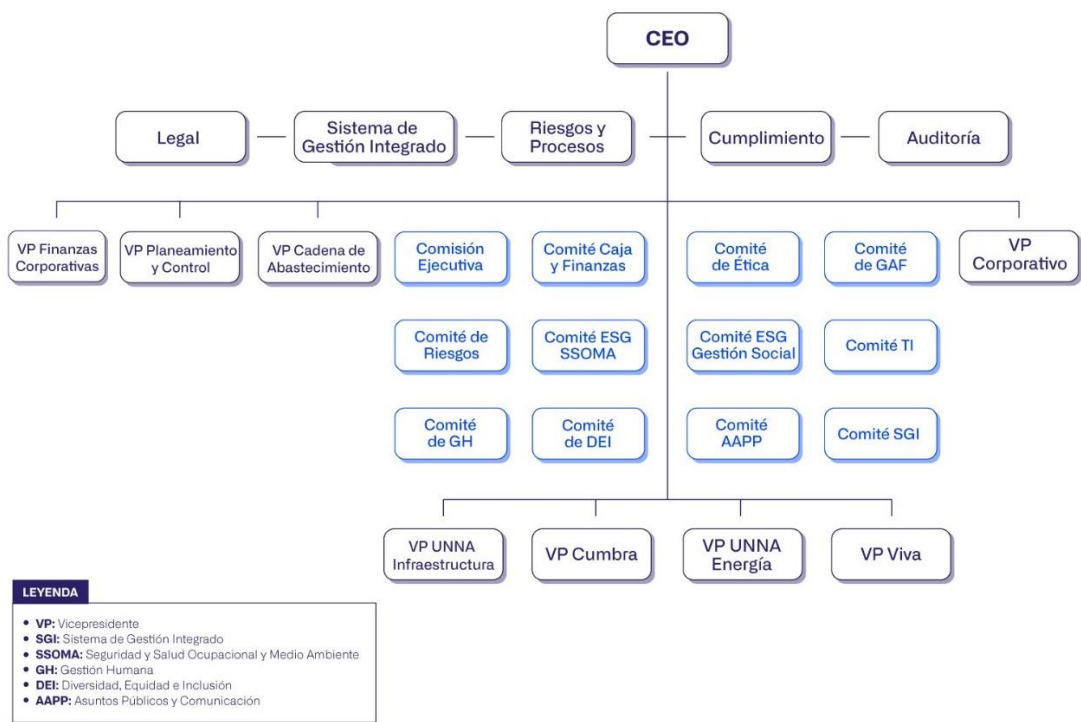 CEO
Legal
Sistema de
Gestión Integrado
Riesgos y
Procesos
Cumplimiento
Auditoría
VP Finanzas
Corporativas
VP Planeamiento
y Control
VP Cadena de
Abastecimiento
Comisión
Ejecutiva
Comité Caja
y Finanzas
Comité
de Ética
Comité
de GAF
VP
Corporativo
Comité de
Riesgos
Comité ESG
SSOMA
Comité ESG
Gestión Social
Comité TI
Comité
de GH
Comité
de DEI
Comité
AAPP
Comité SGI
VP UNNA
Infraestructura
VP Cumbra
VP UNNA
Energía
VP Viva
LEYENDA
• VP: Vicepresidente
• SGI: Sistema de Gestión Integrado
• SSOMA: Seguridad y Salud Ocupacional y Medio Ambiente
• GH: Gestión Humana
• DEI: Diversidad, Equidad e Inclusión
• AAPP: Asuntos Públicos y Comunicación